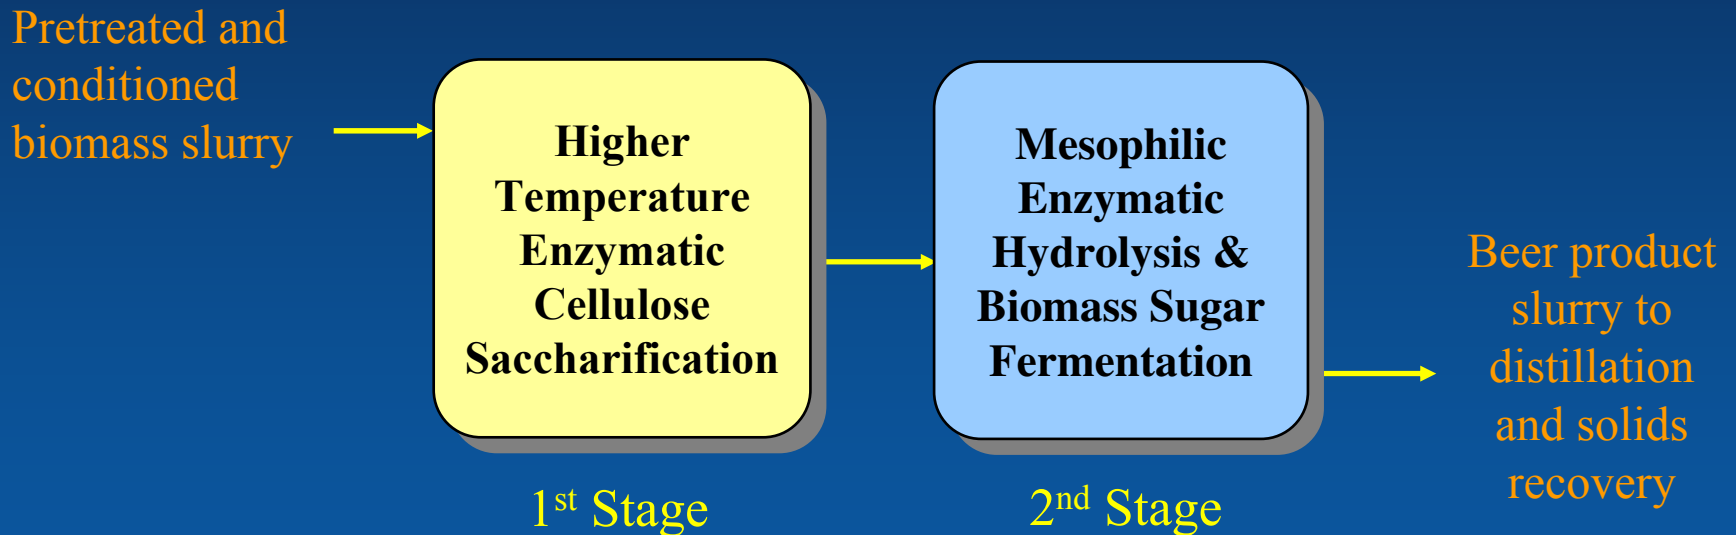 Pretreated and
conditioned
biomass slurry
Higher
Temperature
Enzymatic
Cellulose
Saccharification
1st Stage
Mesophilic
Enzymatic
Hydrolysis &
Biomass Sugar
Fermentation
2nd Stage
Beer product
slurry to
distillation
and solids
recovery